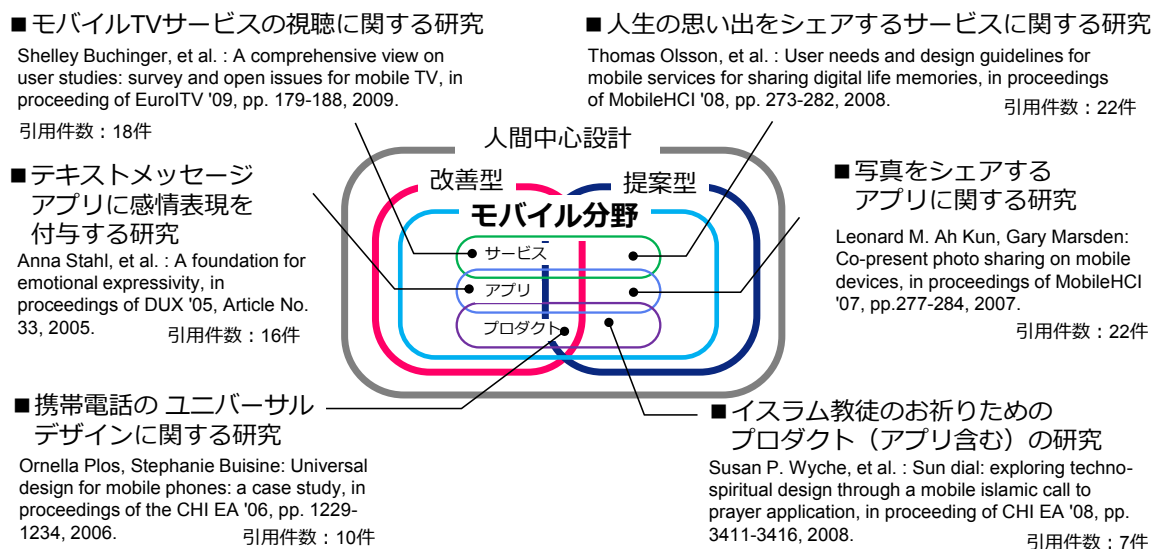 ■モバイルTVサービスの視聴に関する研究
Shelley Buchinger, et al. : A comprehensive view on
user studies: survey and open issues for mobile TV, in
proceeding of EuroITV '09, pp. 179-188, 2009.
引用件数：18件
■人生の思い出をシェアするサービスに関する研究
Thomas Olsson, et al. : User needs and design guidelines for
mobile services for sharing digital life memories, in proceedings
of MobileHCI '08, pp. 273-282, 2008.
引用件数：22件
■テキストメッセージ
アプリに感情表現を
付与する研究
Anna Stahl, et al. : A foundation for
emotional expressivity, in
proceedings of DUX '05, Article No.
33, 2005.
引用件数：16件
人間中心設計
改善型
提案型
モバイル分野
サービス
アプリ
プロダクト
■写真をシェアする
アプリに関する研究
Leonard M. Ah Kun, Gary Marsden:
Co-present photo sharing on mobile
devices, in proceedings of MobileHCI
'07, pp.277-284, 2007.
引用件数：22件
■携帯電話の ユニバーサル
デザインに関する研究
Ornella Plos, Stephanie Buisine: Universal
design for mobile phones: a case study, in
proceedings of the CHI EA '06, pp. 1229-
1234, 2006.
引用件数：10件
■イスラム教徒のお祈りための
プロダクト（アプリ含む）の研究
Susan P. Wyche, et al. : Sun dial: exploring techno-
spiritual design through a mobile islamic call to
prayer application, in proceeding of CHI EA '08, pp.
3411-3416, 2008.
引用件数：7件